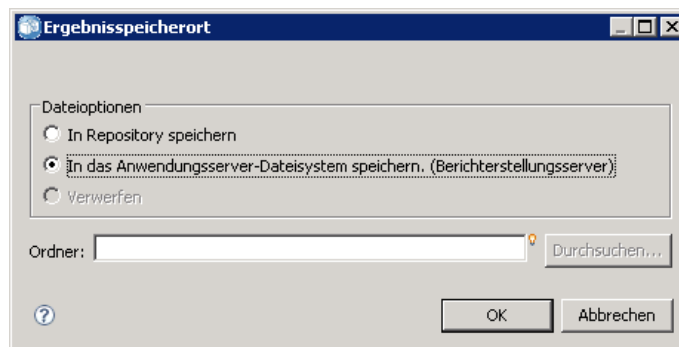 Ergebnisspeicherort
Dateioptionen
In Repository speichern
In das Anwendungsserver-Dateisystem speichern. (Berichterstellungsserver)
Verwerfen
Ordner:
Durchsuchen...
?
OK
Abbrechen